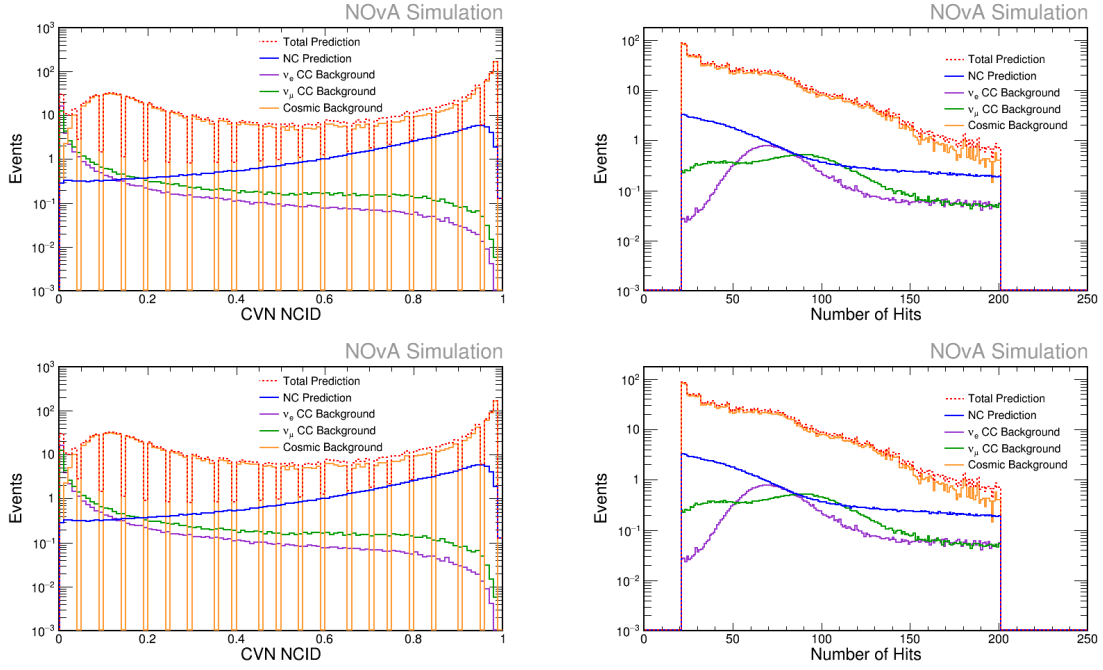 NOvA Simulation
10³
10²
10
1
10⁻¹
10⁻²
10⁻³
Events
Total Prediction
NC Prediction
νe CC Background
νμ CC Background
Cosmic Background
0 0.2 0.4 0.6 0.8 1
CVN NCID
NOvA Simulation
10²
10
1
10⁻¹
10⁻²
10⁻³
Events
Total Prediction
NC Prediction
νe CC Background
νμ CC Background
Cosmic Background
0 50 100 150 200 250
Number of Hits
NOvA Simulation
10³
10²
10
1
10⁻¹
10⁻²
10⁻³
Events
Total Prediction
NC Prediction
νe CC Background
νμ CC Background
Cosmic Background
0 0.2 0.4 0.6 0.8 1
CVN NCID
NOvA Simulation
10²
10
1
10⁻¹
10⁻²
10⁻³
Events
Total Prediction
NC Prediction
νe CC Background
νμ CC Background
Cosmic Background
0 50 100 150 200 250
Number of Hits